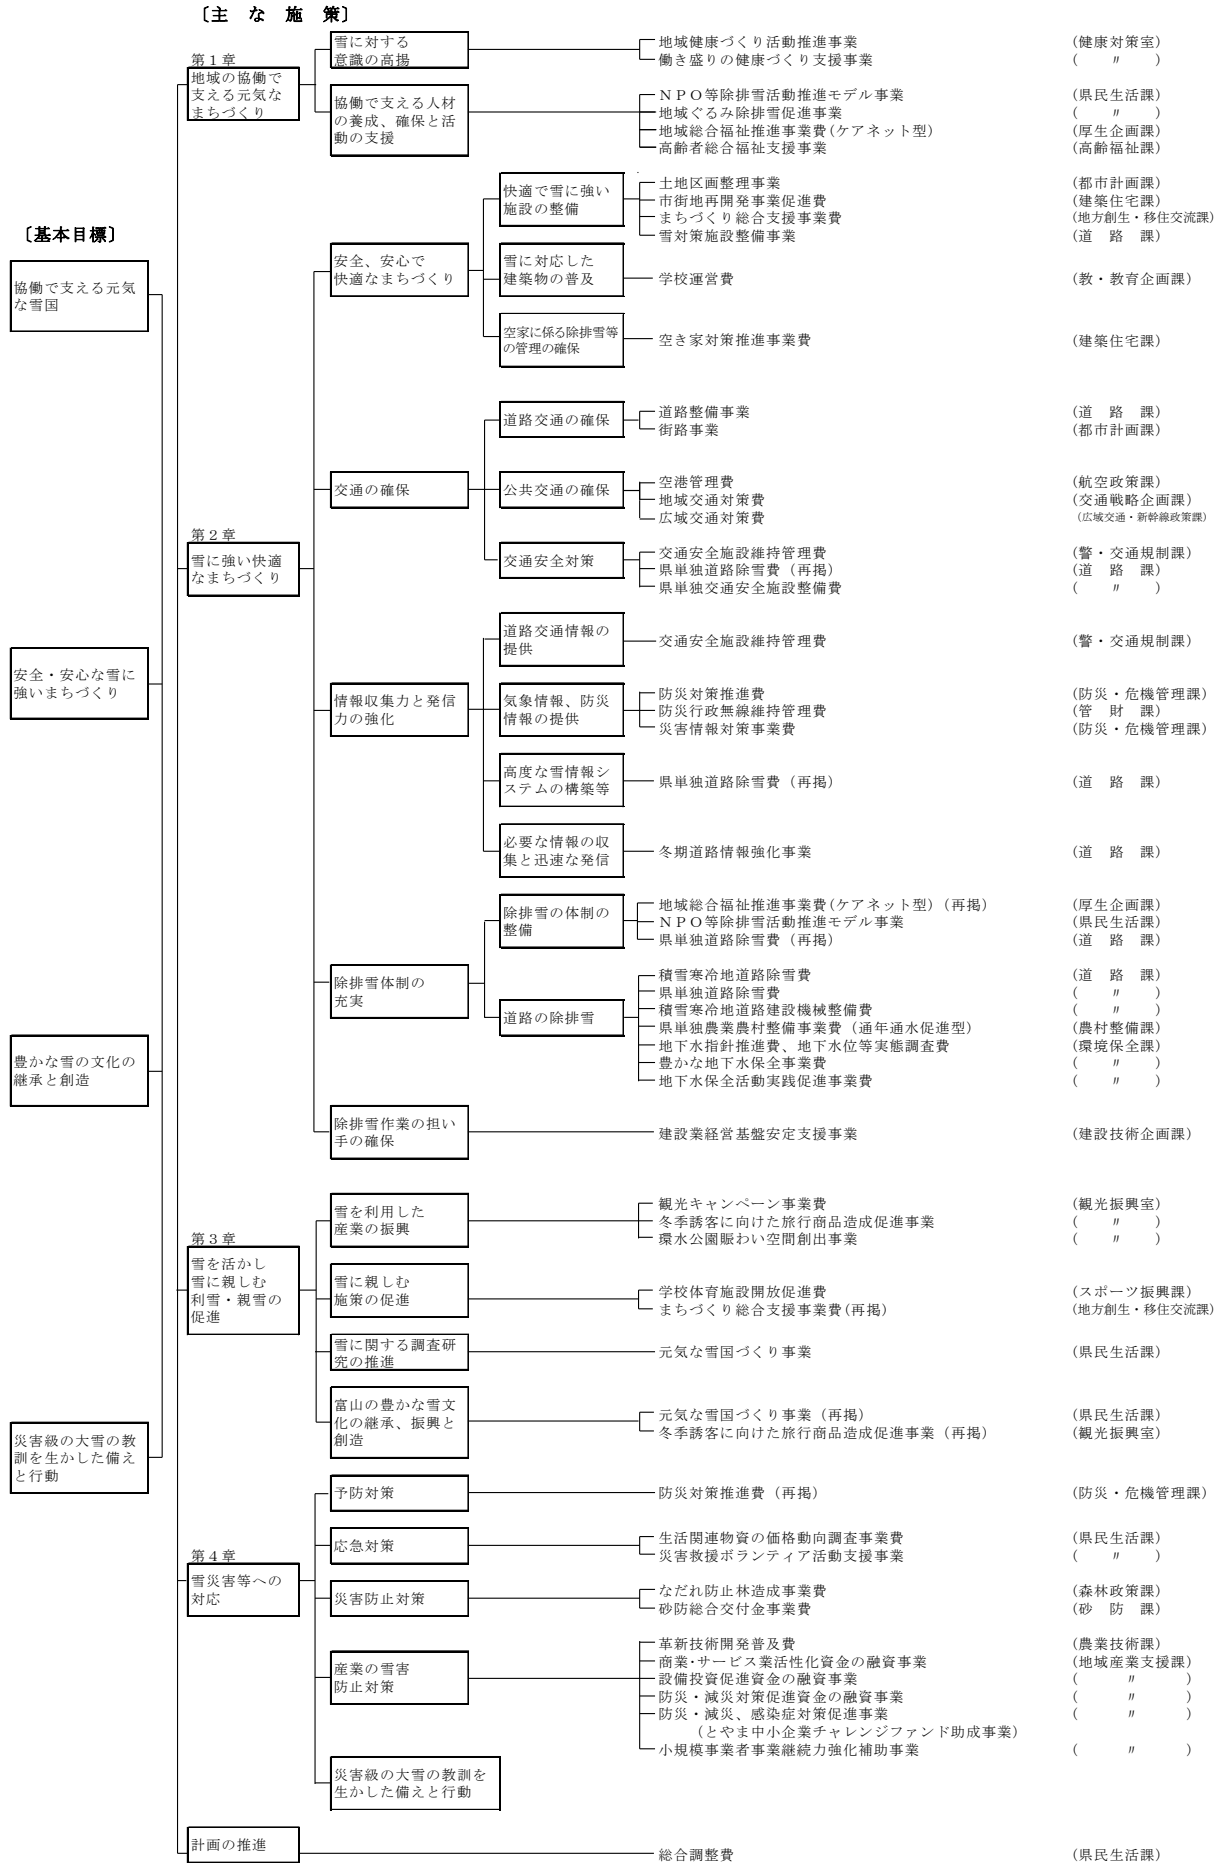 〔主　な　施　策〕
〔基本目標〕
協働で支える元気
な雪国
安全・安心な雪に
強いまちづくり
豊かな雪の文化の
継承と創造
災害級の大雪の教
訓を生かした備え
と行動
第１章
地域の協働で
支える元気な
まちづくり
雪に対する
意識の高揚
地域健康づくり活動推進事業　(健康対策室)
働き盛りの健康づくり支援事業　(　〃　)
協働で支える人材
の養成、確保と活
動の支援
ＮＰＯ等除排雪活動推進モデル事業　(県民生活課)
地域ぐるみ除排雪促進事業　(　〃　)
地域総合福祉推進事業費(ケアネット型)　(厚生企画課)
高齢者総合福祉支援事業　(高齢福祉課)
第２章
雪に強い快適
なまちづくり
安全、安心で
快適なまちづくり
快適で雪に強い
施設の整備
土地区画整理事業　(都市計画課)
市街地再開発事業促進費　(建築住宅課)
まちづくり総合支援事業費　(地方創生・移住交流課)
雪対策施設整備事業　(道　路　課)
雪に対応した
建築物の普及
学校運営費　(教・教育企画課)
空家に係る除排雪等
の管理の確保
空き家対策推進事業費　(建築住宅課)
交通の確保
道路交通の確保
道路整備事業　(道　路　課)
街路事業　(都市計画課)
公共交通の確保
空港管理費　(航空政策課)
地域交通対策費　(交通戦略企画課)
広域交通対策費　(広域交通・新幹線政策課)
交通安全対策
交通安全施設維持管理費　(警・交通規制課)
県単独道路除雪費（再掲）　(道　路　課)
県単独交通安全施設整備費　(　〃　)
情報収集力と発信
力の強化
道路交通情報の
提供
交通安全施設維持管理費　(警・交通規制課)
気象情報、防災
情報の提供
防災対策推進費　(防災・危機管理課)
防災行政無線維持管理費　(管　財　課)
災害情報対策事業費　(防災・危機管理課)
高度な雪情報シ
ステムの構築等
県単独道路除雪費（再掲）　(道　路　課)
必要な情報の収
集と迅速な発信
冬期道路情報強化事業　(道　路　課)
除排雪体制の
充実
除排雪の体制の
整備
地域総合福祉推進事業費(ケアネット型)（再掲）　(厚生企画課)
ＮＰＯ等除排雪活動推進モデル事業　(県民生活課)
県単独道路除雪費（再掲）　(道　路　課)
道路の除排雪
積雪寒冷地道路除雪費　(道　路　課)
県単独道路除雪費　(　〃　)
積雪寒冷地道路建設機械整備費　(　〃　)
県単独農業農村整備事業費（通年通水促進型）　(農村整備課)
地下水指針推進費、地下水位等実態調査費　(環境保全課)
豊かな地下水保全事業費　(　〃　)
地下水保全活動実践促進事業費　(　〃　)
除排雪作業の担い
手の確保
建設業経営基盤安定支援事業　(建設技術企画課)
第３章
雪を活かし
雪に親しむ
利雪・親雪の
促進
雪を利用した
産業の振興
観光キャンペーン事業費　(観光振興室)
冬季誘客に向けた旅行商品造成促進事業　(　〃　)
環水公園賑わい空間創出事業　(　〃　)
雪に親しむ
施策の促進
学校体育施設開放促進費　(スポーツ振興課)
まちづくり総合支援事業費(再掲)　(地方創生・移住交流課)
雪に関する調査研
究の推進
元気な雪国づくり事業　(県民生活課)
富山の豊かな雪文
化の継承、振興と
創造
元気な雪国づくり事業（再掲）　(県民生活課)
冬季誘客に向けた旅行商品造成促進事業（再掲）　(観光振興室)
第４章
雪災害等への
対応
予防対策
防災対策推進費（再掲）　(防災・危機管理課)
応急対策
生活関連物資の価格動向調査事業費　(県民生活課)
災害救援ボランティア活動支援事業　(　〃　)
災害防止対策
なだれ防止林造成事業費　(森林政策課)
砂防総合交付金事業費　(砂　防　課)
産業の雪害
防止対策
革新技術開発普及費　(農業技術課)
商業･サービス業活性化資金の融資事業　(地域産業支援課)
設備投資促進資金の融資事業　(　〃　)
防災・減災対策促進資金の融資事業　(　〃　)
防災・減災、感染症対策促進事業　(　〃　)
（とやま中小企業チャレンジファンド助成事業）
小規模事業者事業継続力強化補助事業　(　〃　)
災害級の大雪の教訓を
生かした備えと行動
計画の推進
総合調整費　(県民生活課)